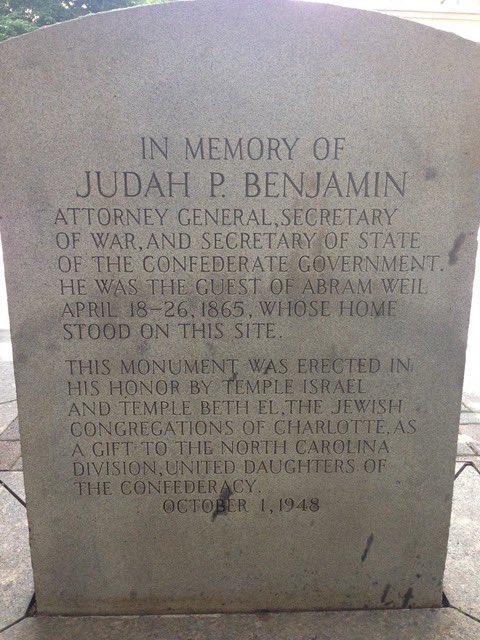 IN MEMORY OF
JUDAH P. BENJAMIN
ATTORNEY GENERAL, SECRETARY
OF WAR, AND SECRETARY OF STATE
OF THE CONFEDERATE GOVERNMENT.
HE WAS THE GUEST OF ABRAM WEIL
APRIL 18-26, 1865, WHOSE HOME
STOOD ON THIS SITE.
THIS MONUMENT WAS ERECTED IN
HIS HONOR BY TEMPLE ISRAEL
AND TEMPLE BETH EL, THE JEWISH
CONGREGATIONS OF CHARLOTTE, AS
A GIFT TO THE NORTH CAROLINA
DIVISION, UNITED DAUGHTERS OF
THE CONFEDERACY.
OCTOBER 1, 1948